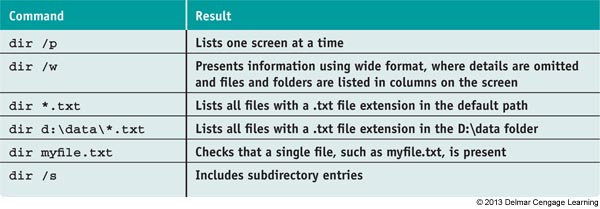 Command Result
dir /p Lists one screen at a time
dir /w Presents information using wide format, where details are omitted
and files and folders are listed in columns on the screen
dir *.txt Lists all files with a .txt file extension in the default path
dir d:\data\*.txt Lists all files with a .txt file extension in the D:\data folder
dir myfile.txt Checks that a single file, such as myfile.txt, is present
dir /s Includes subdirectory entries
© 2013 Delmar Cengage Learning